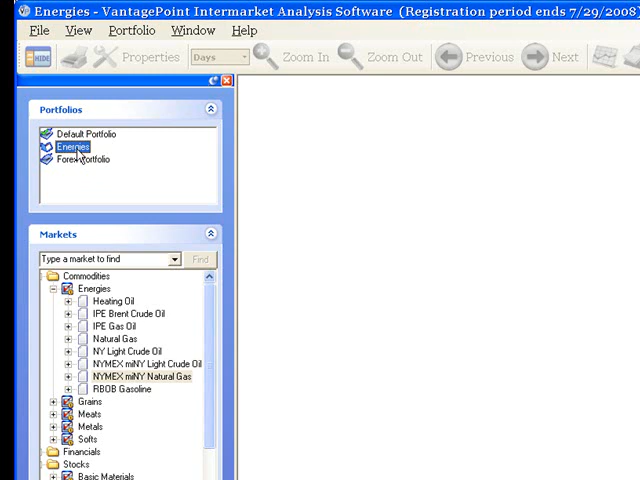 Energies - VantagePoint Intermarket Analysis Software (Registration period ends 7/29/2008)
File View Portfolio Window Help
HIDE Properties Days Zoom In Zoom Out Previous Next
Portfolios
Default Portfolio
Energies
Forex Portfolio
Markets
Type a market to find Find
Commodities
Energies
Heating Oil
IPE Brent Crude Oil
IPE Gas Oil
Natural Gas
NY Light Crude Oil
NYMEX miNY Light Crude Oil
NYMEX miNY Natural Gas
RBOB Gasoline
Grains
Meats
Metals
Softs
Financials
Stocks
Basic Materials